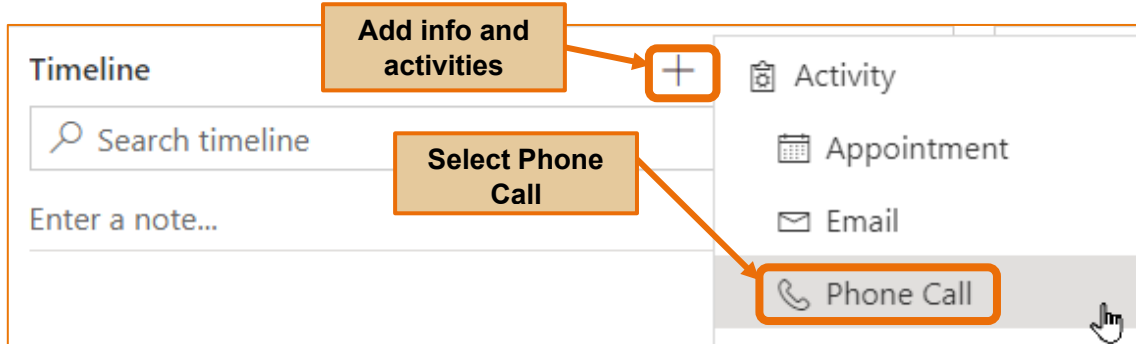 Add info and
activities
Timeline
Activity
Search timeline
Appointment
Select Phone
Call
Enter a note...
Email
Phone Call